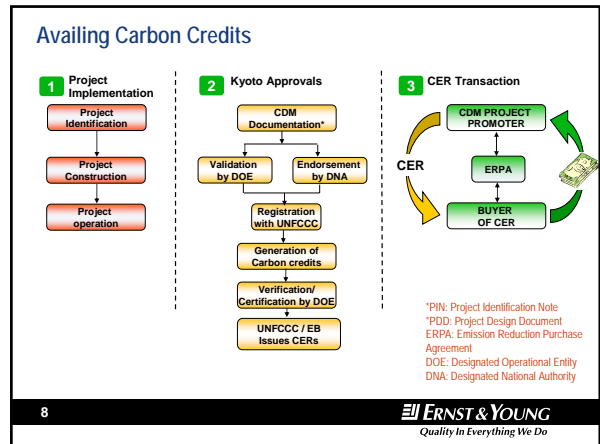 Availing Carbon Credits
1 Project
Implementation
Project
Identification
Project
Construction
Project
operation
2 Kyoto Approvals
CDM
Documentation*
Validation
by DOE
Endorsement
by DNA
Registration
with UNFCCC
Generation of
Carbon credits
Verification/
Certification by DOE
UNFCCC / EB
Issues CERs
3 CER Transaction
CDM PROJECT
PROMOTER
CER
ERPA
BUYER
OF CER
*PIN: Project Identification Note
*PDD: Project Design Document
ERPA: Emission Reduction Purchase
Agreement
DOE: Designated Operational Entity
DNA: Designated National Authority
8
ERNST & YOUNG
Quality In Everything We Do